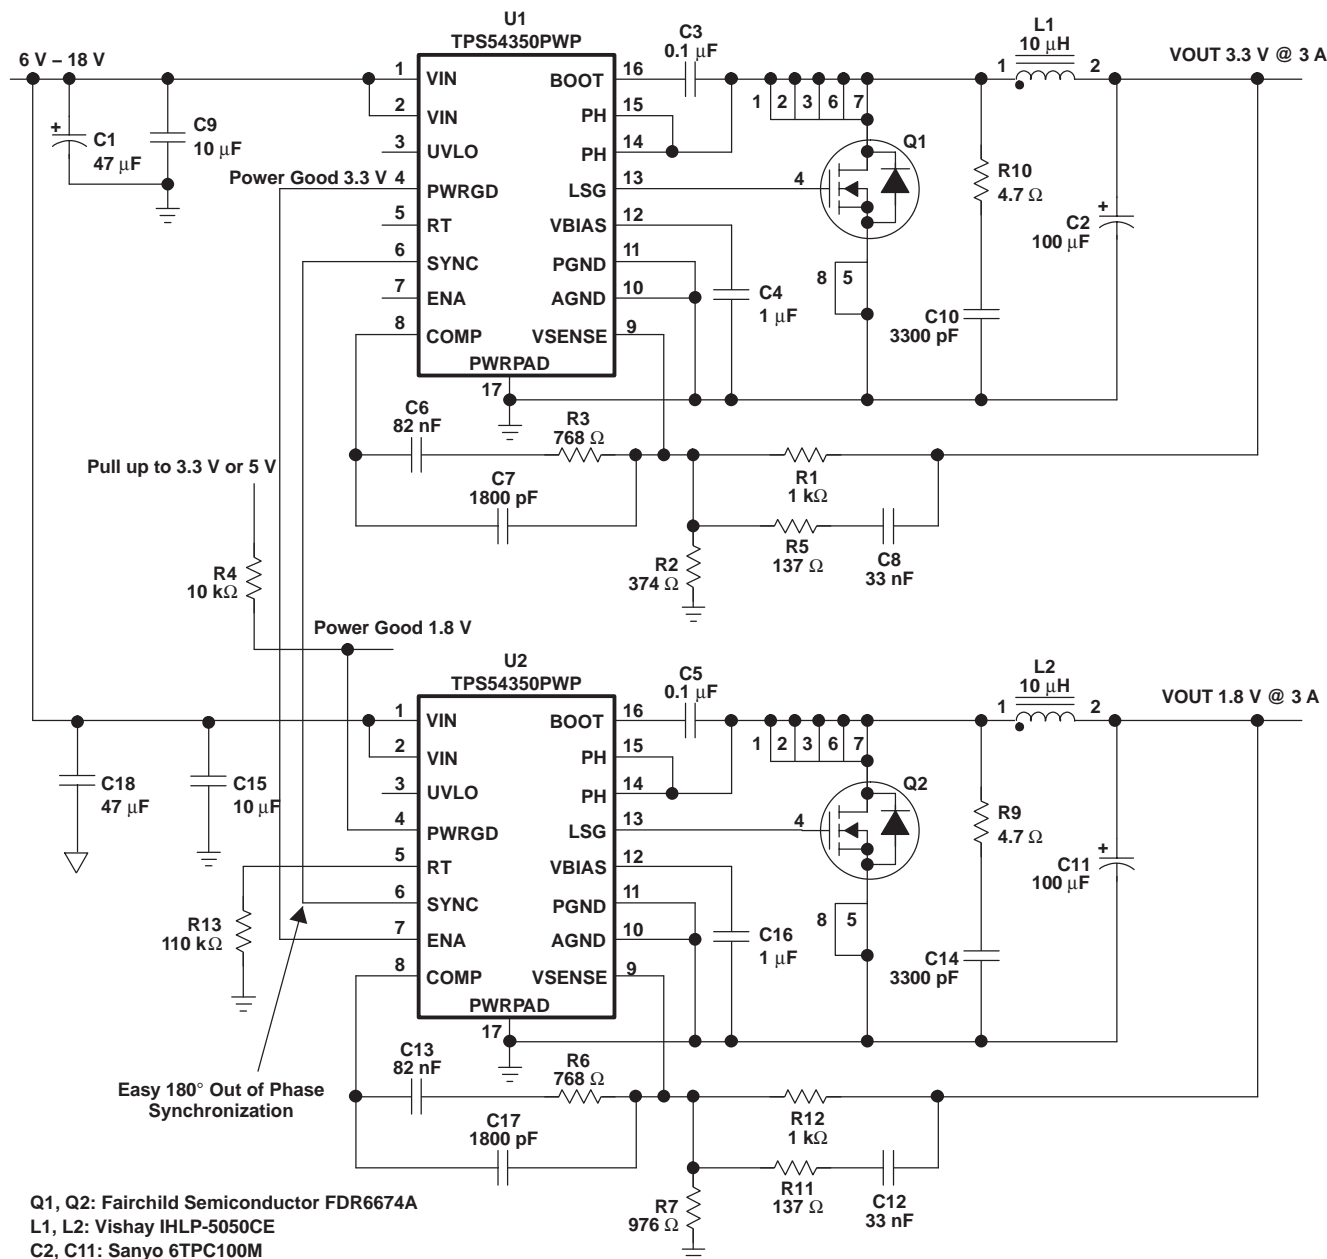 U1
TPS54350PWP
6 V – 18 V
C1
47 µF
C9
10 µF
1 VIN
2 VIN
3 UVLO
Power Good 3.3 V 4 PWRGD
5 RT
6 SYNC
7 ENA
8 COMP
BOOT 16
PH 15
PH 14
LSG 13
VBIAS 12
PGND 11
AGND 10
VSENSE 9
PWRPAD
17
C3
0.1 µF
1 2 3 6 7
4
Q1
8 5
C4
1 µF
R10
4.7 Ω
C10
3300 pF
L1
10 µH
1 2
VOUT 3.3 V @ 3 A
+
+
C2
100 µF
C6
82 nF
R3
768 Ω
C7
1800 pF
R1
1 kΩ
R5
137 Ω
C8
33 nF
R2
374 Ω
Pull up to 3.3 V or 5 V
R4
10 kΩ
Power Good 1.8 V
U2
TPS54350PWP
C18
47 µF
C15
10 µF
1 VIN
2 VIN
3 UVLO
4 PWRGD
5 RT
6 SYNC
7 ENA
8 COMP
BOOT 16
PH 15
PH 14
LSG 13
VBIAS 12
PGND 11
AGND 10
VSENSE 9
PWRPAD
17
R13
110 kΩ
C5
0.1 µF
1 2 3 6 7
4
Q2
8 5
C16
1 µF
R9
4.7 Ω
C14
3300 pF
L2
10 µH
1 2
VOUT 1.8 V @ 3 A
+
C11
100 µF
Easy 180° Out of Phase
Synchronization
C13
82 nF
R6
768 Ω
C17
1800 pF
R12
1 kΩ
R11
137 Ω
C12
33 nF
R7
976 Ω
Q1, Q2: Fairchild Semiconductor FDR6674A
L1, L2: Vishay IHLP-5050CE
C2, C11: Sanyo 6TPC100M